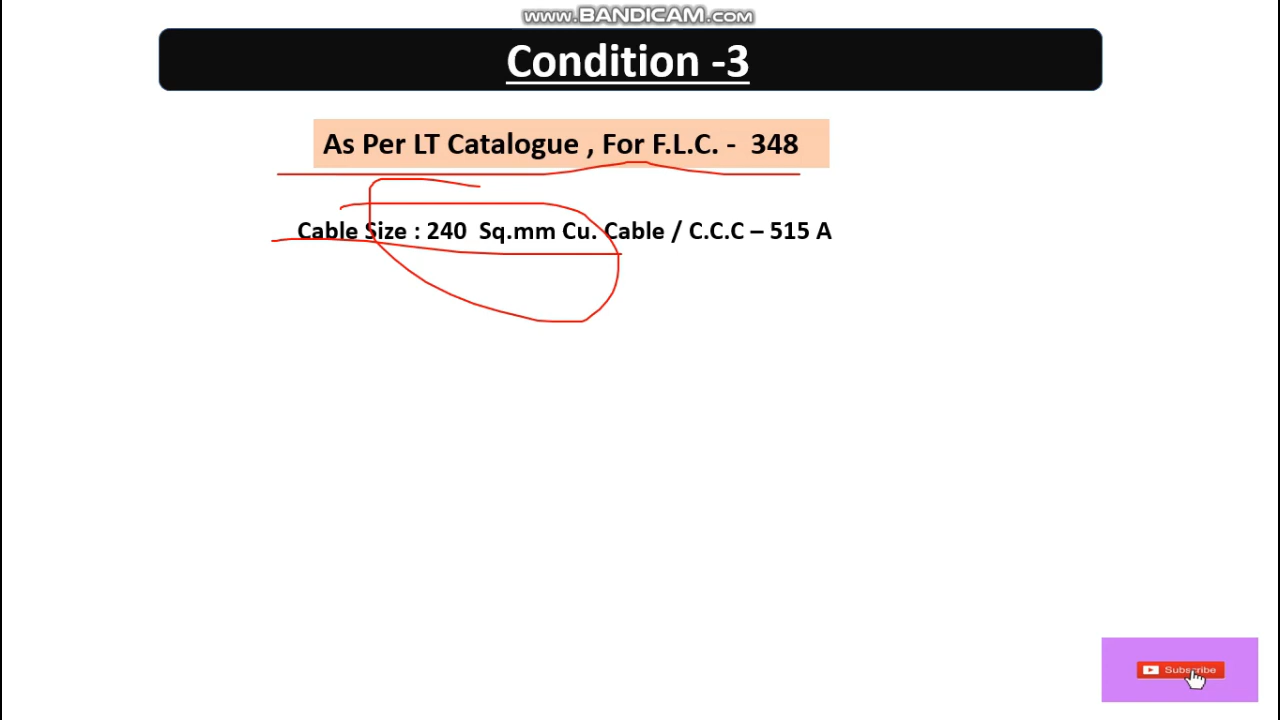 www.BANDICAM.com
Condition -3
As Per LT Catalogue , For F.L.C. - 348
Cable Size : 240 Sq.mm Cu. Cable / C.C.C – 515 A
Subscribe